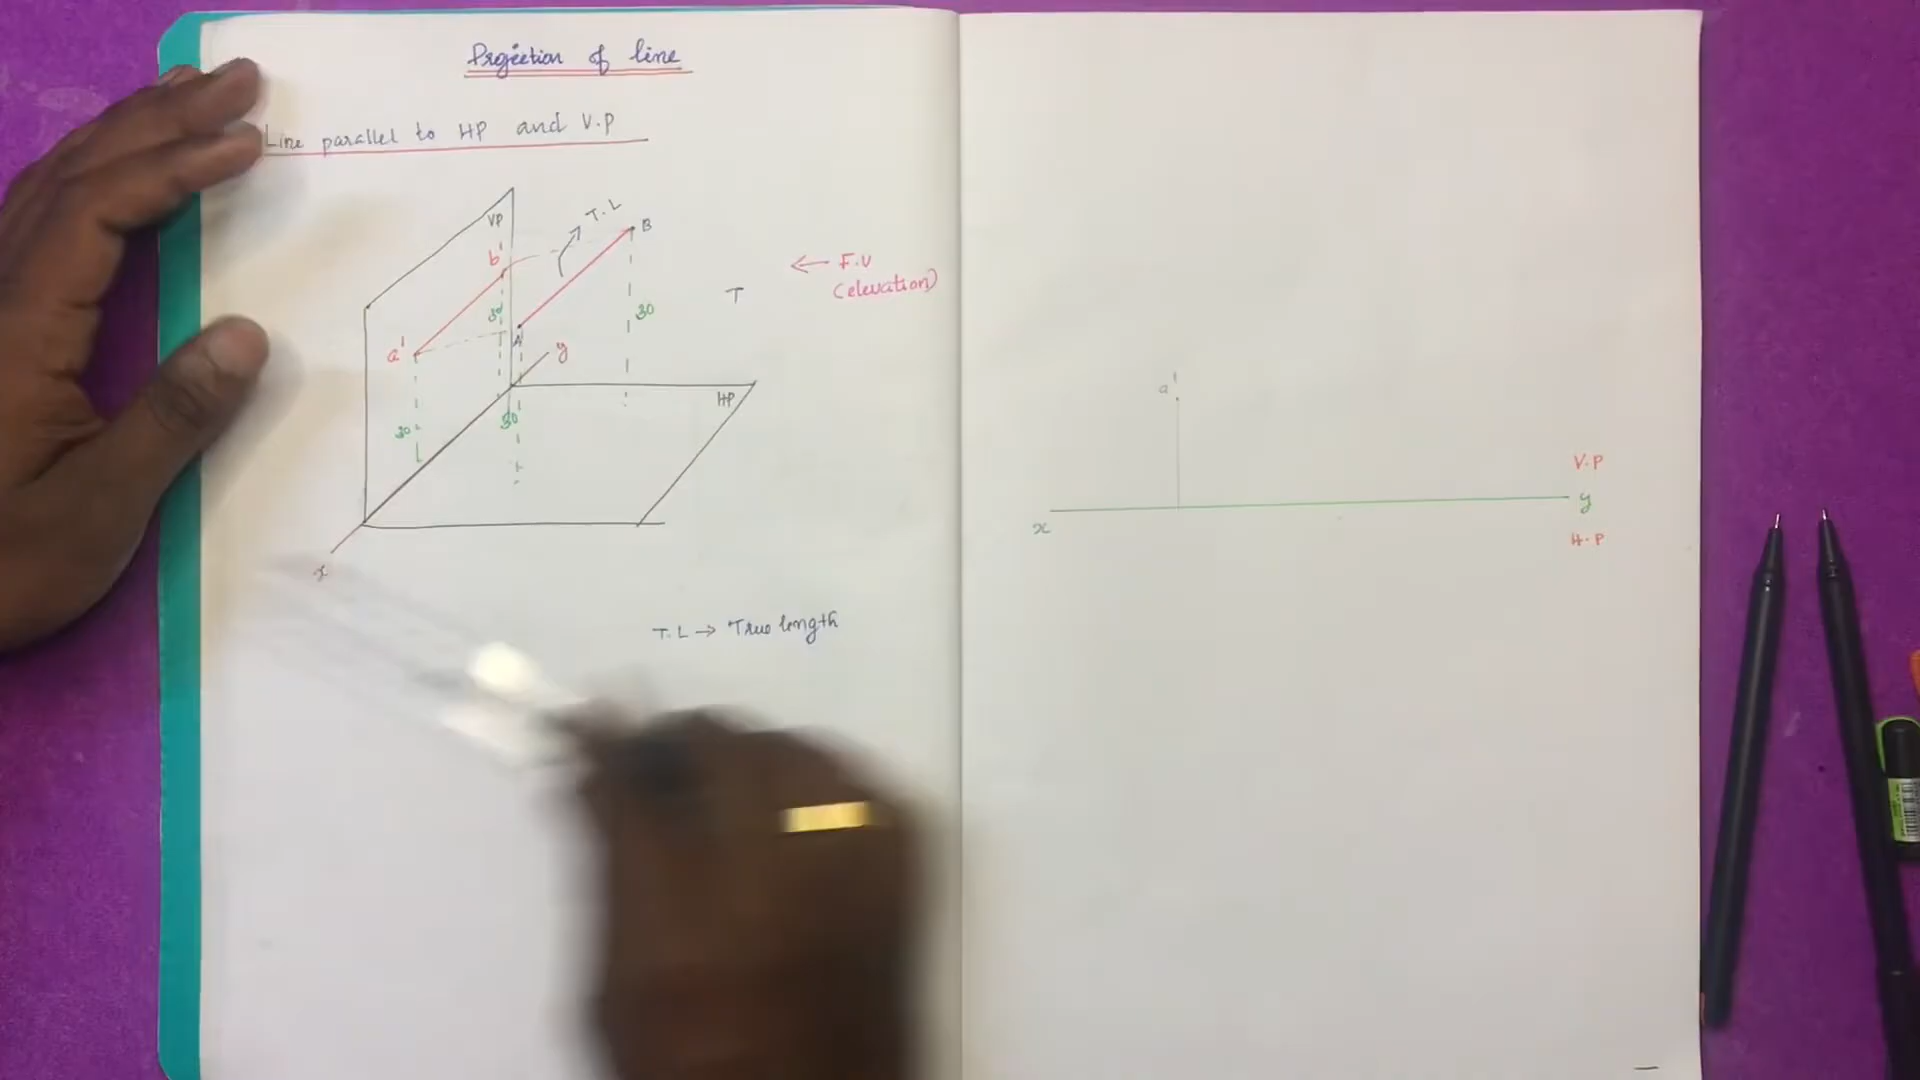 Projection of line
Line parallel to HP and V.P
VP
T.L
B
b'
F.V
(elevation)
T
30
30
A
a'
y
HP
30
30
x
T.L → True length
a'
V.P
y
x
H.P